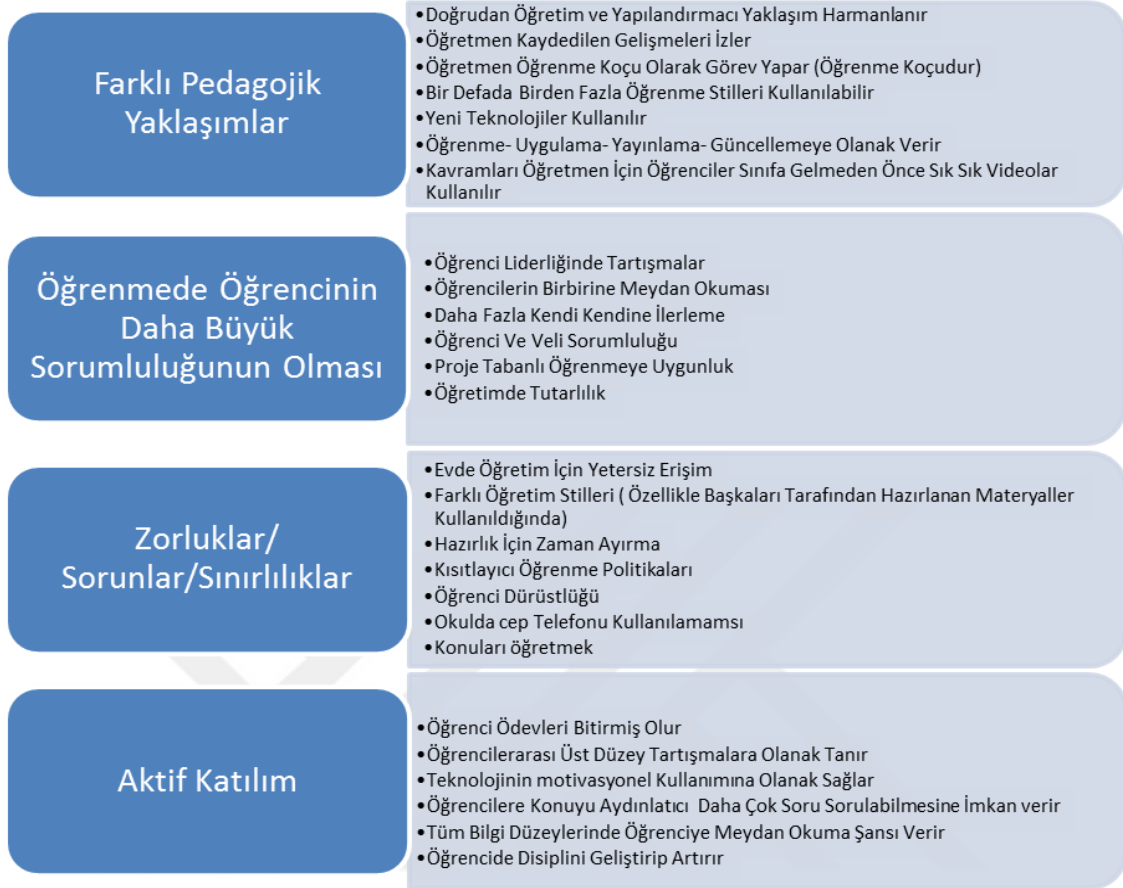 Farklı Pedagojik
Yaklaşımlar
•Doğrudan Öğretim ve Yapılandırmacı Yaklaşım Harmanlanır
•Öğretmen Kaydedilen Gelişmeleri İzler
•Öğretmen Öğrenme Koçu Olarak Görev Yapar (Öğrenme Koçudur)
•Bir Defada Birden Fazla Öğrenme Stilleri Kullanılabilir
•Yeni Teknolojiler Kullanılır
•Öğrenme- Uygulama- Yayınlama- Güncellemeye Olanak Verir
•Kavramları Öğretmen İçin Öğrenciler Sınıfa Gelmeden Önce Sık Sık Videolar
Kullanılır
Öğrenmede Öğrencinin
Daha Büyük
Sorumluluğunun Olması
•Öğrenci Liderliğinde Tartışmalar
•Öğrencilerin Birbirine Meydan Okuması
•Daha Fazla Kendi Kendine İlerleme
•Öğrenci Ve Veli Sorumluluğu
•Proje Tabanlı Öğrenmeye Uygunluk
•Öğretimde Tutarlılık
Zorluklar/
Sorunlar/Sınırlılıklar
•Evde Öğretim İçin Yetersiz Erişim
•Farklı Öğretim Stilleri ( Özellikle Başkaları Tarafından Hazırlanan Materyaller
Kullanıldığında)
•Hazırlık İçin Zaman Ayırma
•Kısıtlayıcı Öğrenme Politikaları
•Öğrenci Dürüstlüğü
•Okulda cep Telefonu Kullanılamamsı
•Konuları öğretmek
Aktif Katılım
•Öğrenci Ödevleri Bitirmiş Olur
•Öğrencilerarası Üst Düzey Tartışmalara Olanak Tanır
•Teknolojinin motivasyonel Kullanımına Olanak Sağlar
•Öğrencilere Konuyu Aydınlatıcı Daha Çok Soru Sorulabilmesine İmkan verir
•Tüm Bilgi Düzeylerinde Öğrenciye Meydan Okuma Şansı Verir
•Öğrencide Disiplini Geliştirip Artırır